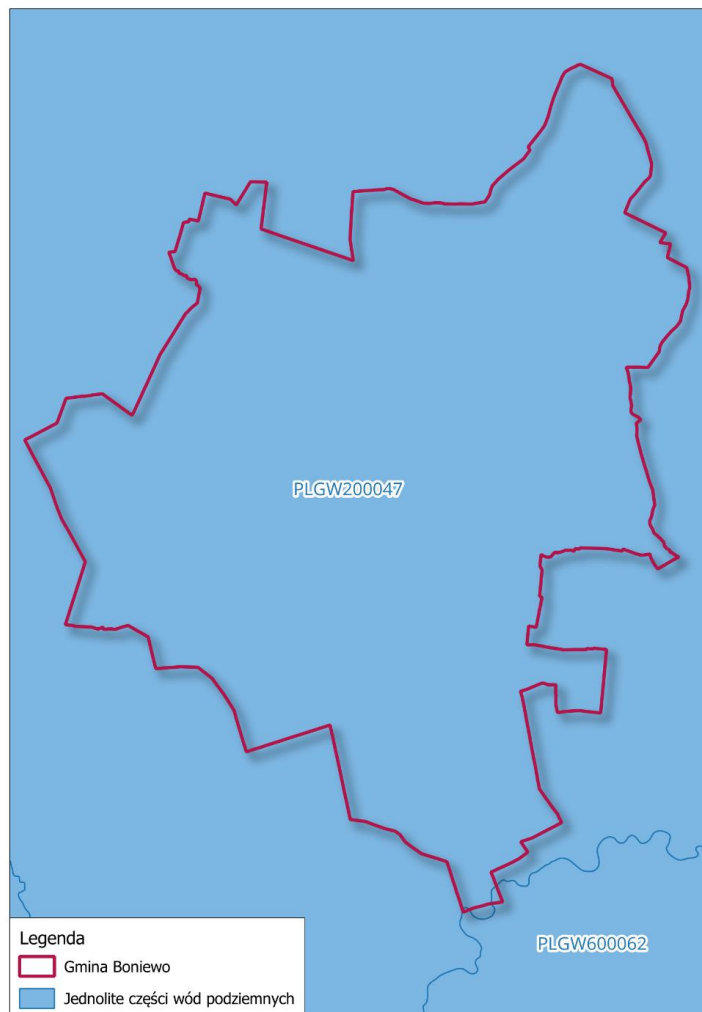 PLGW200047
PLGW600062
Legenda
Gmina Boniewo
Jednolite części wód podziemnych